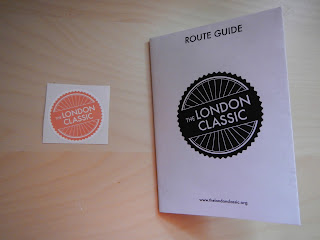 THE LONDON
CLASSIC
ROUTE GUIDE
THE LONDON
CLASSIC
www.thelondonclassic.org